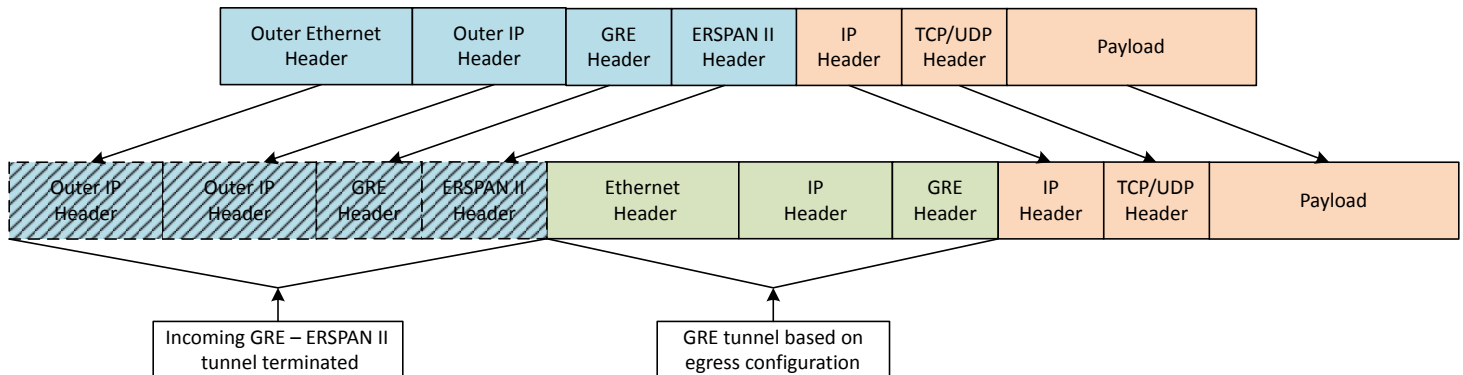 Outer Ethernet
Header
Outer IP
Header
GRE
Header
ERSPAN II
Header
IP
Header
TCP/UDP
Header
Payload
Outer IP
Header
Outer IP
Header
GRE
Header
ERSPAN II
Header
Ethernet
Header
IP
Header
GRE
Header
IP
Header
TCP/UDP
Header
Payload
Incoming GRE – ERSPAN II
tunnel terminated
GRE tunnel based on
egress configuration